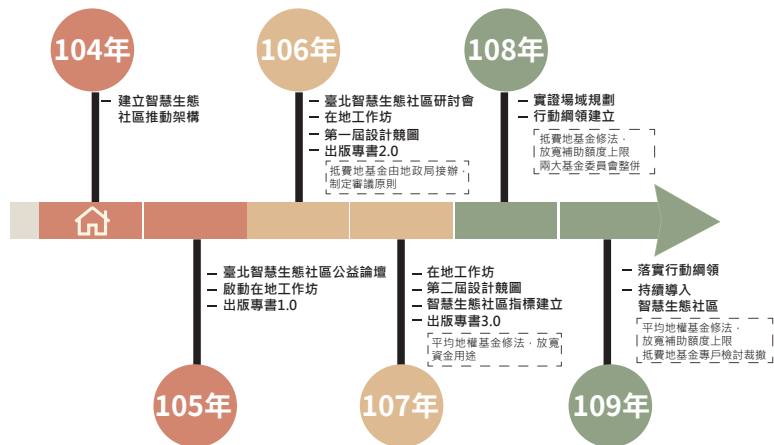 104年
建立智慧生態
社區推動架構
106年
臺北智慧生態社區研討會
在地工作坊
第一屆設計競圖
出版專書2.0
抵費地基金由地政局接辦，
制定審議原則
108年
實證場域規劃
行動綱領建立
抵費地基金修法，
放寬補助額度上限
兩大基金委員會整併
臺北智慧生態社區公益論壇
啟動在地工作坊
出版專書1.0
105年
在地工作坊
第二屆設計競圖
智慧生態社區指標建立
出版專書3.0
平均地權基金修法，放寬
資金用途
107年
落實行動綱領
持續導入
智慧生態社區
平均地權基金修法，
放寬補助額度上限
抵費地基金專戶檢討裁撤
109年